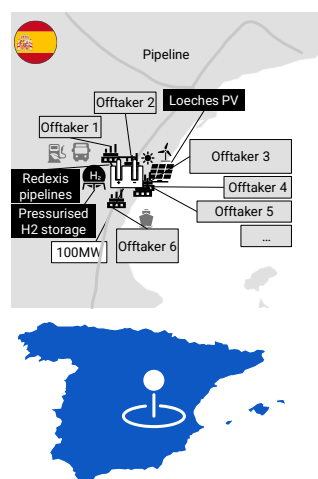 Pipeline
Offtaker 2
Loeches PV
Offtaker 1
Offtaker 3
H₂
Redexis
pipelines
Offtaker 4
Pressurised
H2 storage
Offtaker 5
100MW
Offtaker 6
...